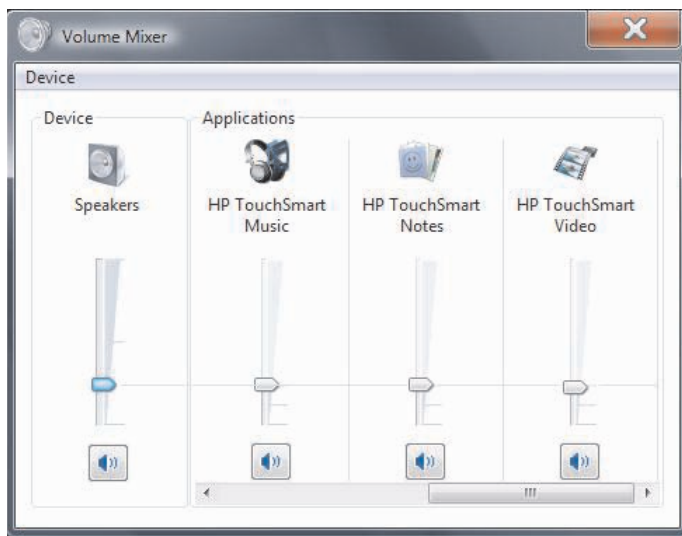 Volume Mixer
Device
Device
Applications
Speakers
HP TouchSmart
Music
HP TouchSmart
Notes
HP TouchSmart
Video